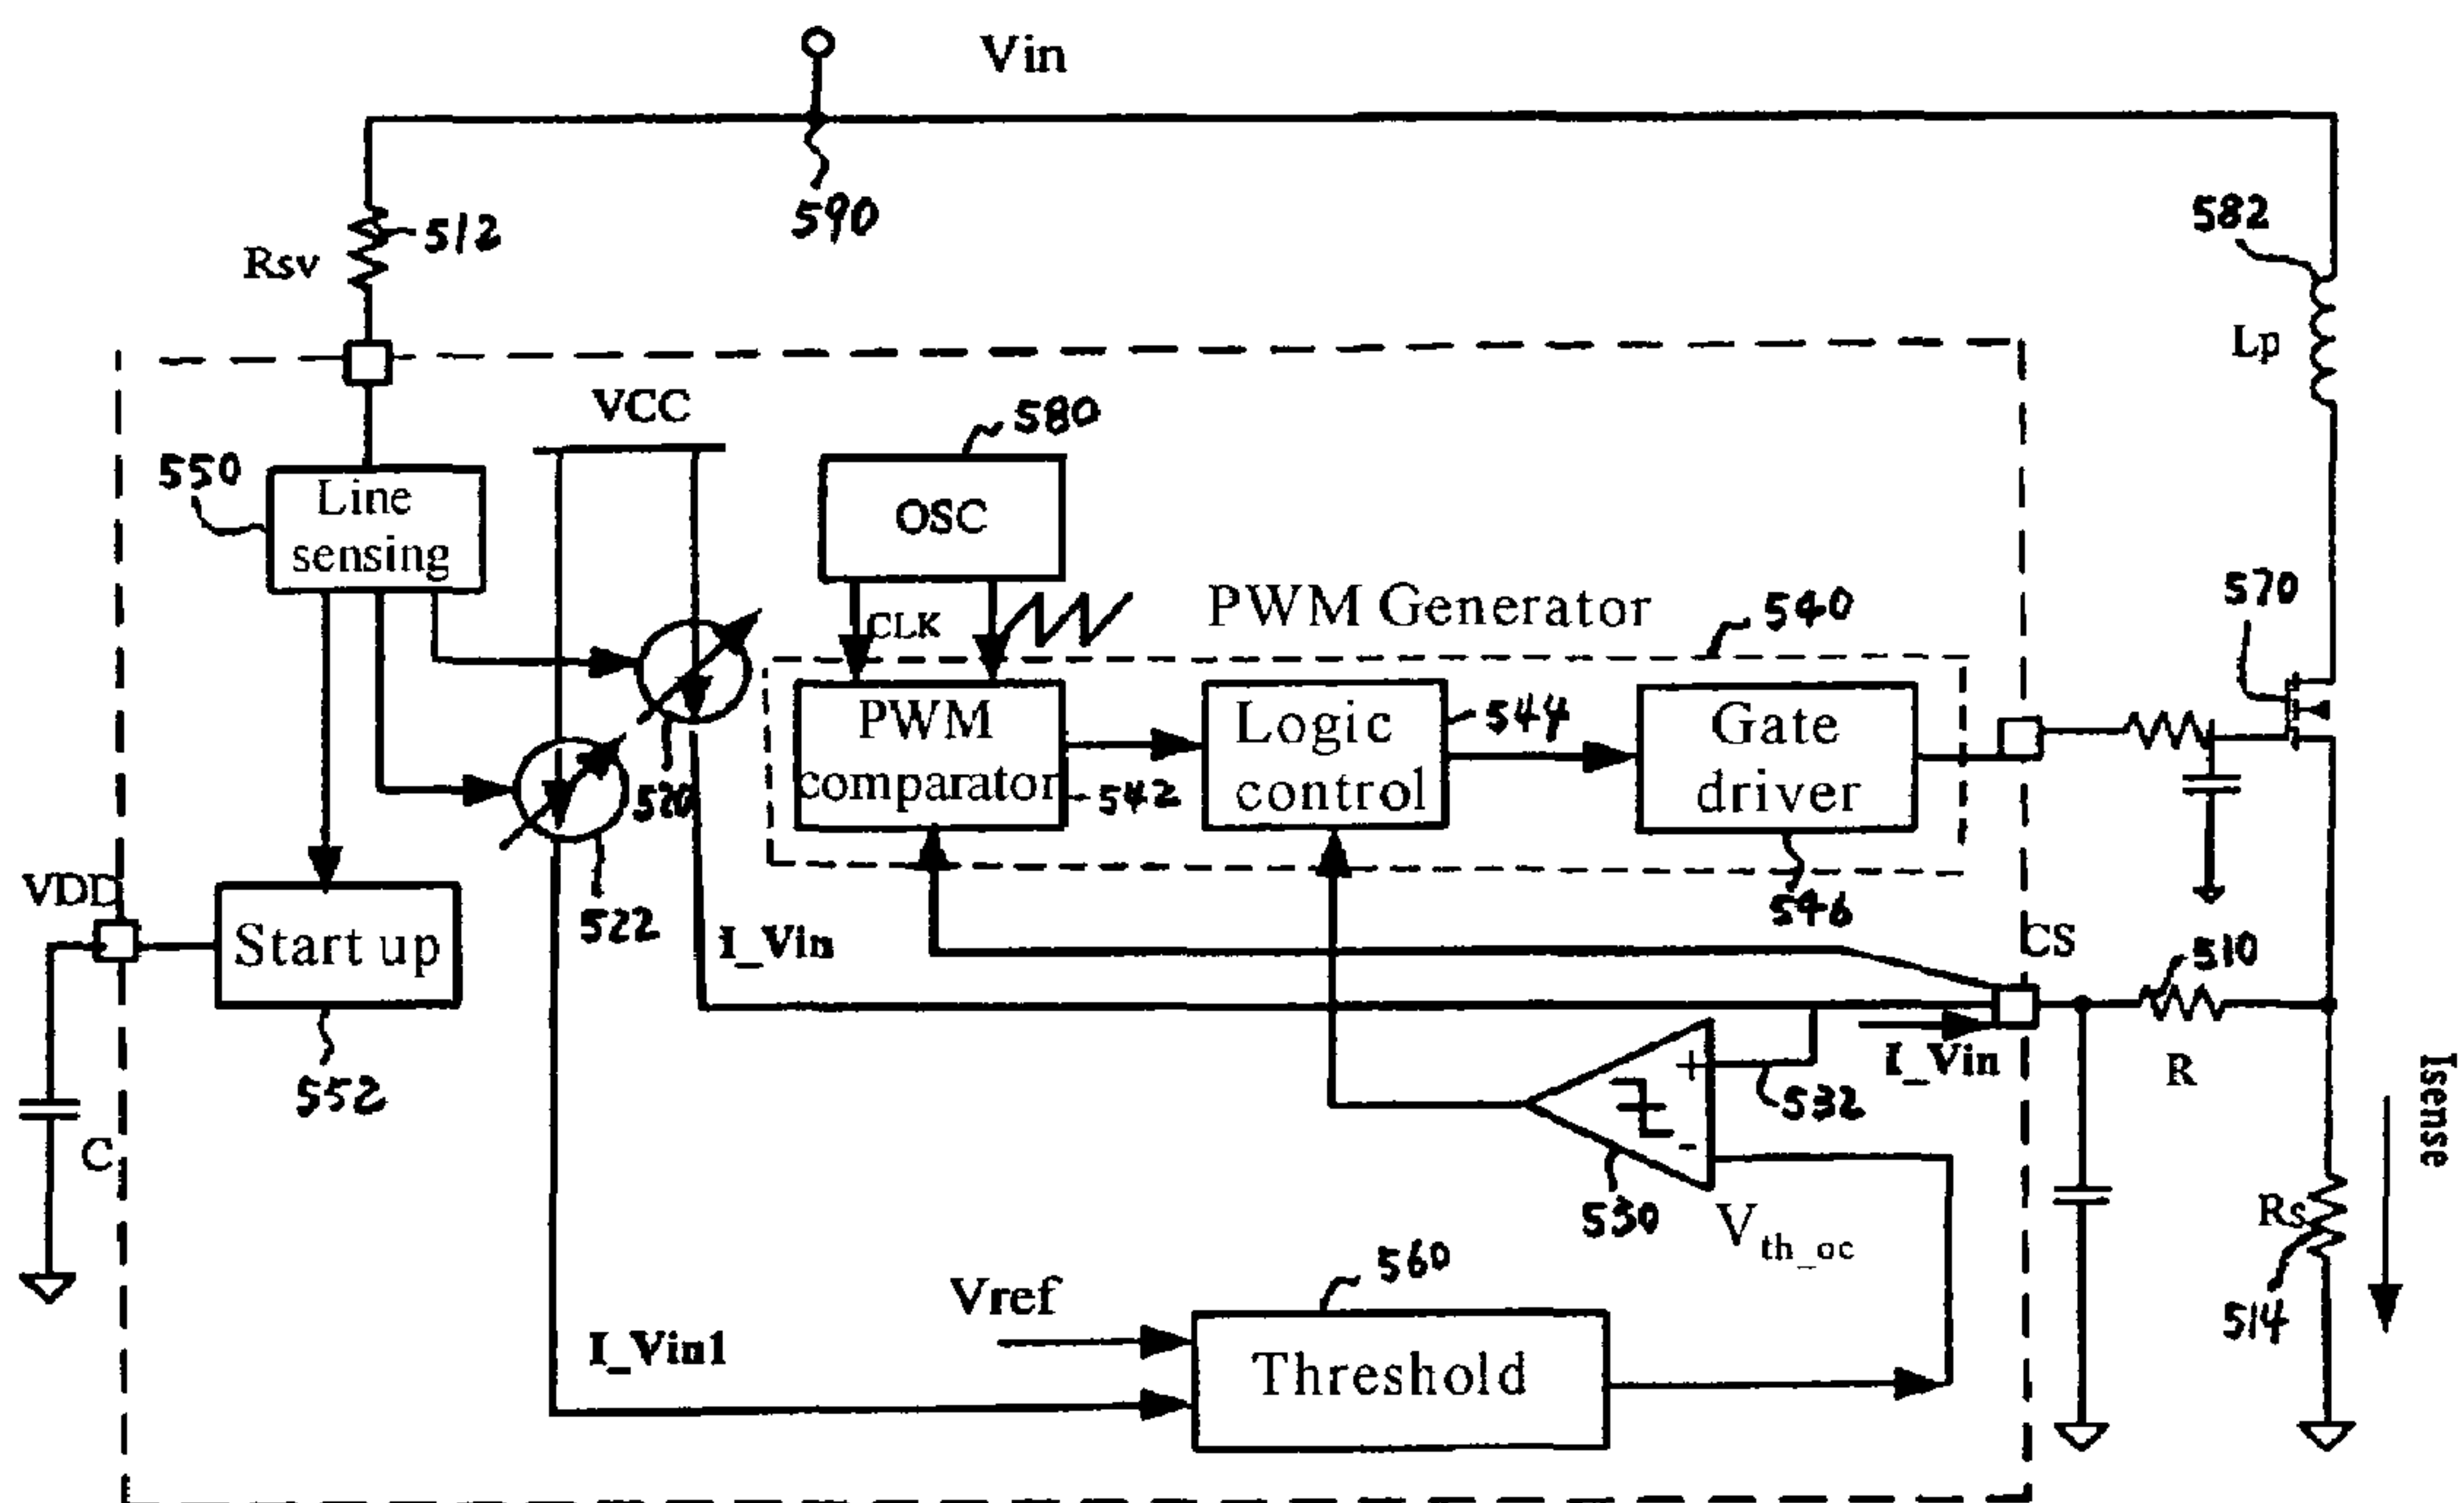 Vin
590
512
Rsv
582
Lp
VCC
580
550
Line
sensing
OSC
CLK
PWM Generator
540
570
PWM
comparator
542
Logic
control
544
Gate
driver
546
520
522
VDD
Start up
552
C
I_Vin
CS
510
R
I_Vin
532
+
-
530
V th_oc
Isense
Rs
514
Vref
560
I_Vin1
Threshold